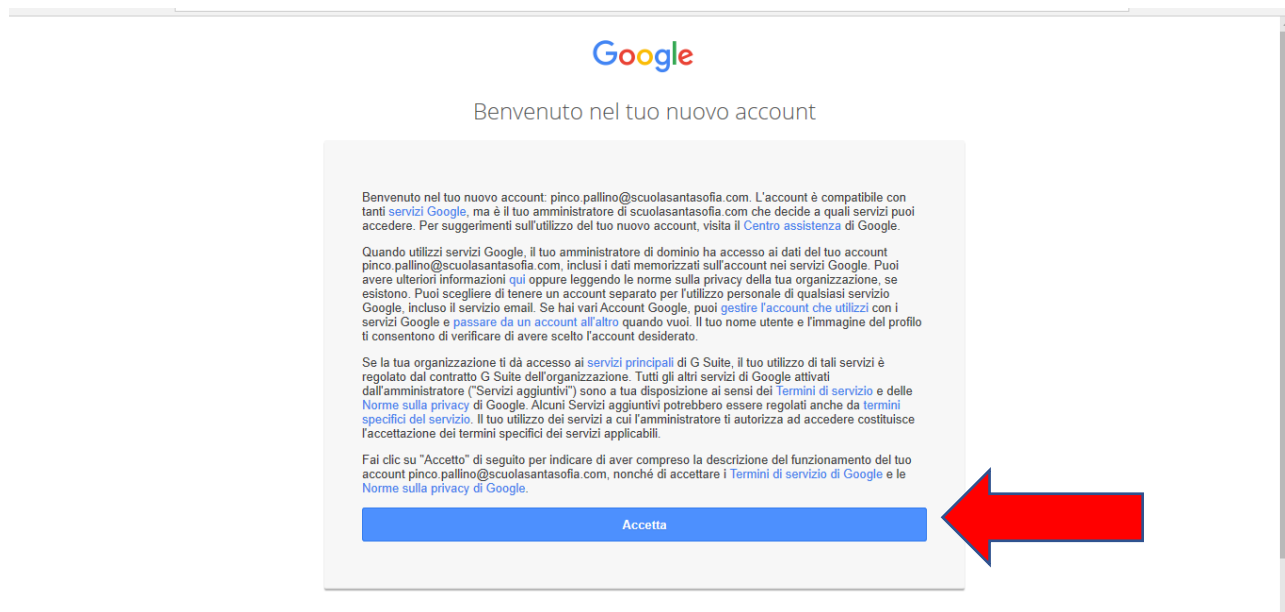 Google
Benvenuto nel tuo nuovo account
Benvenuto nel tuo nuovo account: pinco.pallino@scuolasantasofia.com. L'account è compatibile con
tanti servizi Google, ma è il tuo amministratore di scuolasantasofia.com che decide a quali servizi puoi
accedere. Per suggerimenti sull'utilizzo del tuo nuovo account, visita il Centro assistenza di Google.
Quando utilizzi servizi Google, il tuo amministratore di dominio ha accesso ai dati del tuo account
pinco.pallino@scuolasantasofia.com, inclusi i dati memorizzati sull'account nei servizi Google. Puoi
avere ulteriori informazioni qui oppure leggendo le norme sulla privacy della tua organizzazione, se
esistono. Puoi scegliere di tenere un account separato per l'utilizzo personale di qualsiasi servizio
Google, incluso il servizio email. Se hai vari Account Google, puoi gestire l'account che utilizzi con i
servizi Google e passare da un account all'altro quando vuoi. Il tuo nome utente e l'immagine del profilo
ti consentono di verificare di avere scelto l'account desiderato.
Se la tua organizzazione ti dà accesso ai servizi principali di G Suite, il tuo utilizzo di tali servizi è
regolato dal contratto G Suite dell'organizzazione. Tutti gli altri servizi di Google attivati
dall'amministratore ("Servizi aggiuntivi") sono a tua disposizione ai sensi dei Termini di servizio e delle
Norme sulla privacy di Google. Alcuni Servizi aggiuntivi potrebbero essere regolati anche da termini
specifici del servizio. Il tuo utilizzo dei servizi a cui l'amministratore ti autorizza ad accedere costituisce
l'accettazione dei termini specifici dei servizi applicabili.
Fai clic su "Accetto" di seguito per indicare di aver compreso la descrizione del funzionamento del tuo
account pinco.pallino@scuolasantasofia.com, nonché di accettare i Termini di servizio di Google e le
Norme sulla privacy di Google.
Accetta